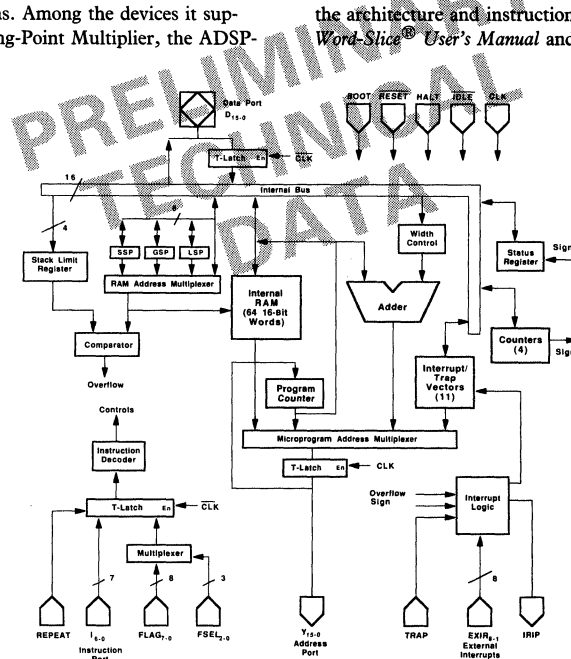 ns. Among the devices it sup-
ng-Point Multiplier, the ADSP-
the architecture and instruction
Word-Slice® User's Manual and
PRELIMINARY
TECHNICAL
DATA
Data Port
D15-0
BOOT RESET HALT IDLE CLK
T-Latch En CLK
16
Internal Bus
4
6
SSP GSP LSP
Width
Control
Status
Register
Sign
Stack Limit
Register
RAM Address Multiplexer
Internal
RAM
(64 16-Bit
Words)
Adder
Comparator
Counters
(4)
Sign
Overflow
Program
Counter
Interrupt/
Trap
Vectors
(11)
Controls
Microprogram Address Multiplexer
Instruction
Decoder
T-Latch En CLK
T-Latch En CLK
Overflow
Sign
Interrupt
Logic
Multiplexer
7 8 3
8
REPEAT I6-0 FLAG7-0 FSEL2-0 Y15-0 TRAP EXIR8-1 IRIP
Instruction
Port
Address
Port
External
Interrupts